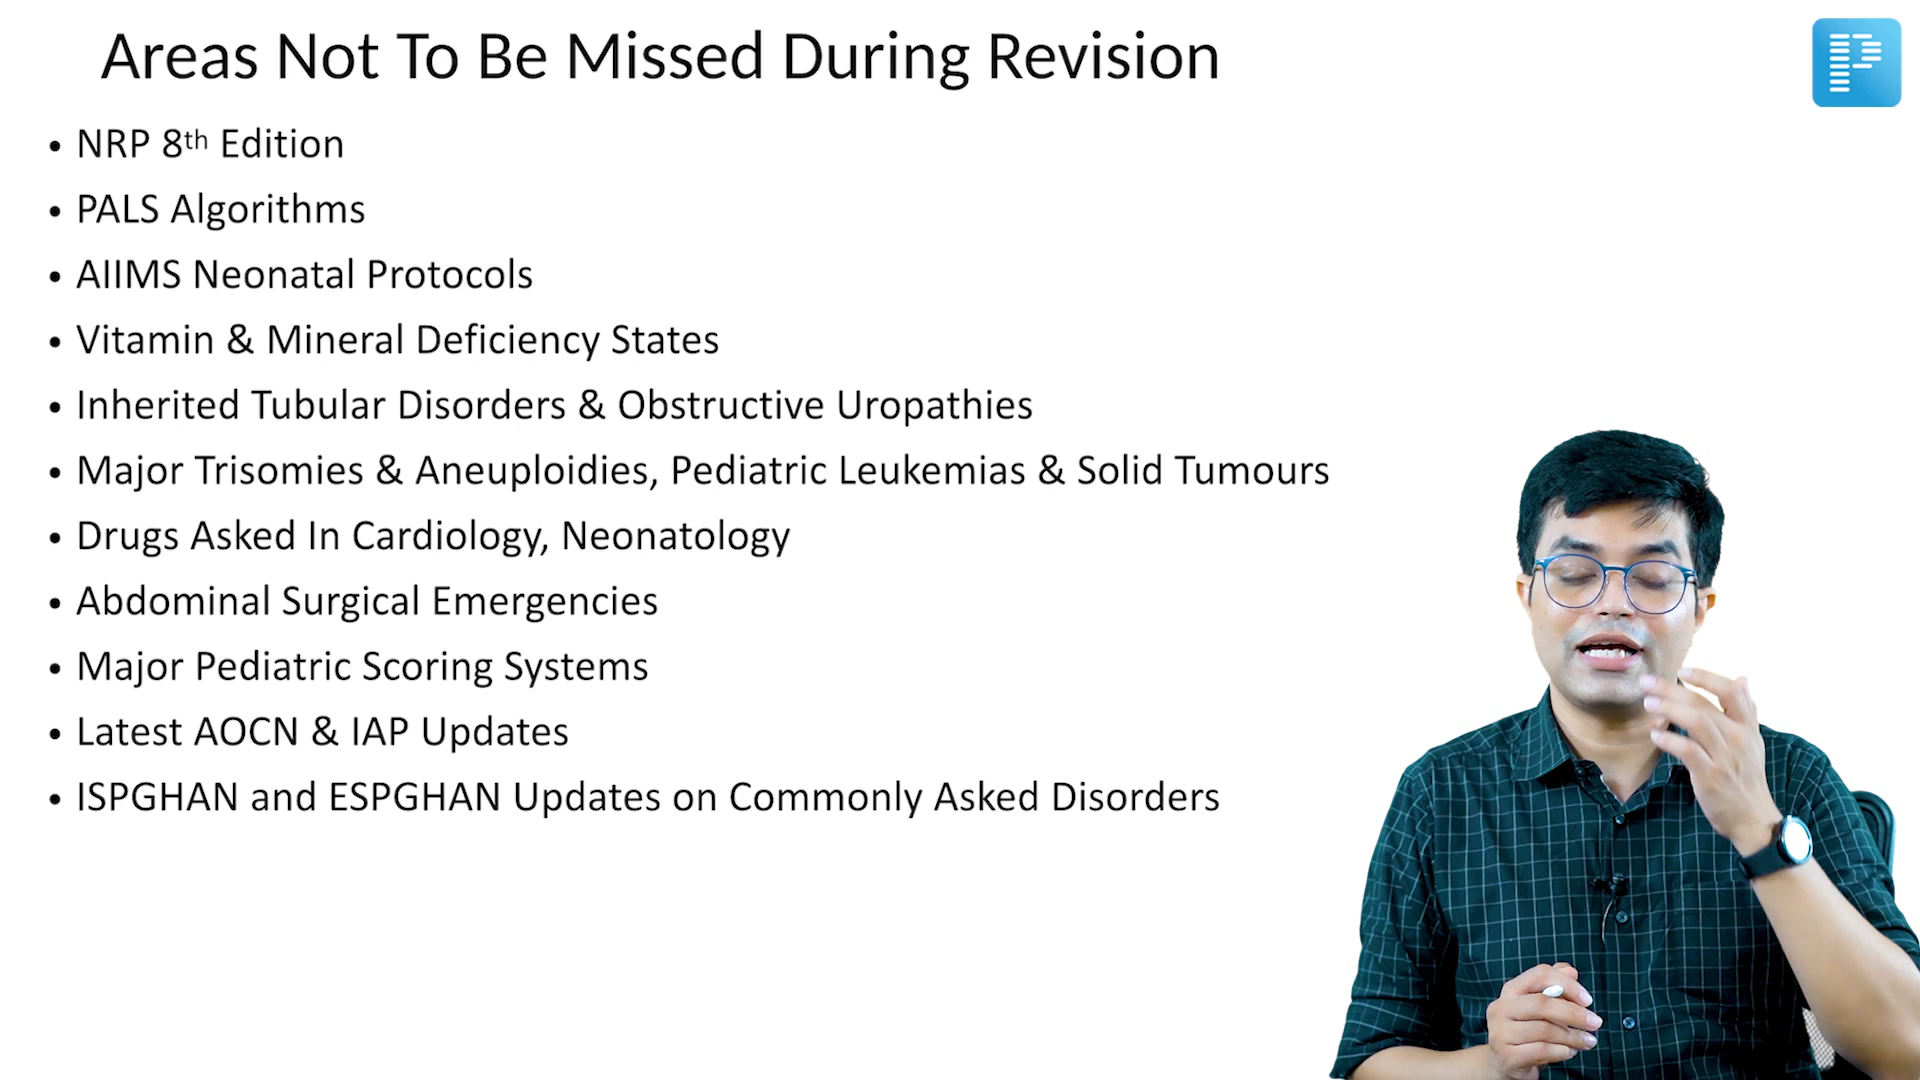 Areas Not To Be Missed During Revision
• NRP 8th Edition
• PALS Algorithms
• AIIMS Neonatal Protocols
• Vitamin & Mineral Deficiency States
• Inherited Tubular Disorders & Obstructive Uropathies
• Major Trisomies & Aneuploidies, Pediatric Leukemias & Solid Tumours
• Drugs Asked In Cardiology, Neonatology
• Abdominal Surgical Emergencies
• Major Pediatric Scoring Systems
• Latest AOCN & IAP Updates
• ISPGHAN and ESPGHAN Updates on Commonly Asked Disorders